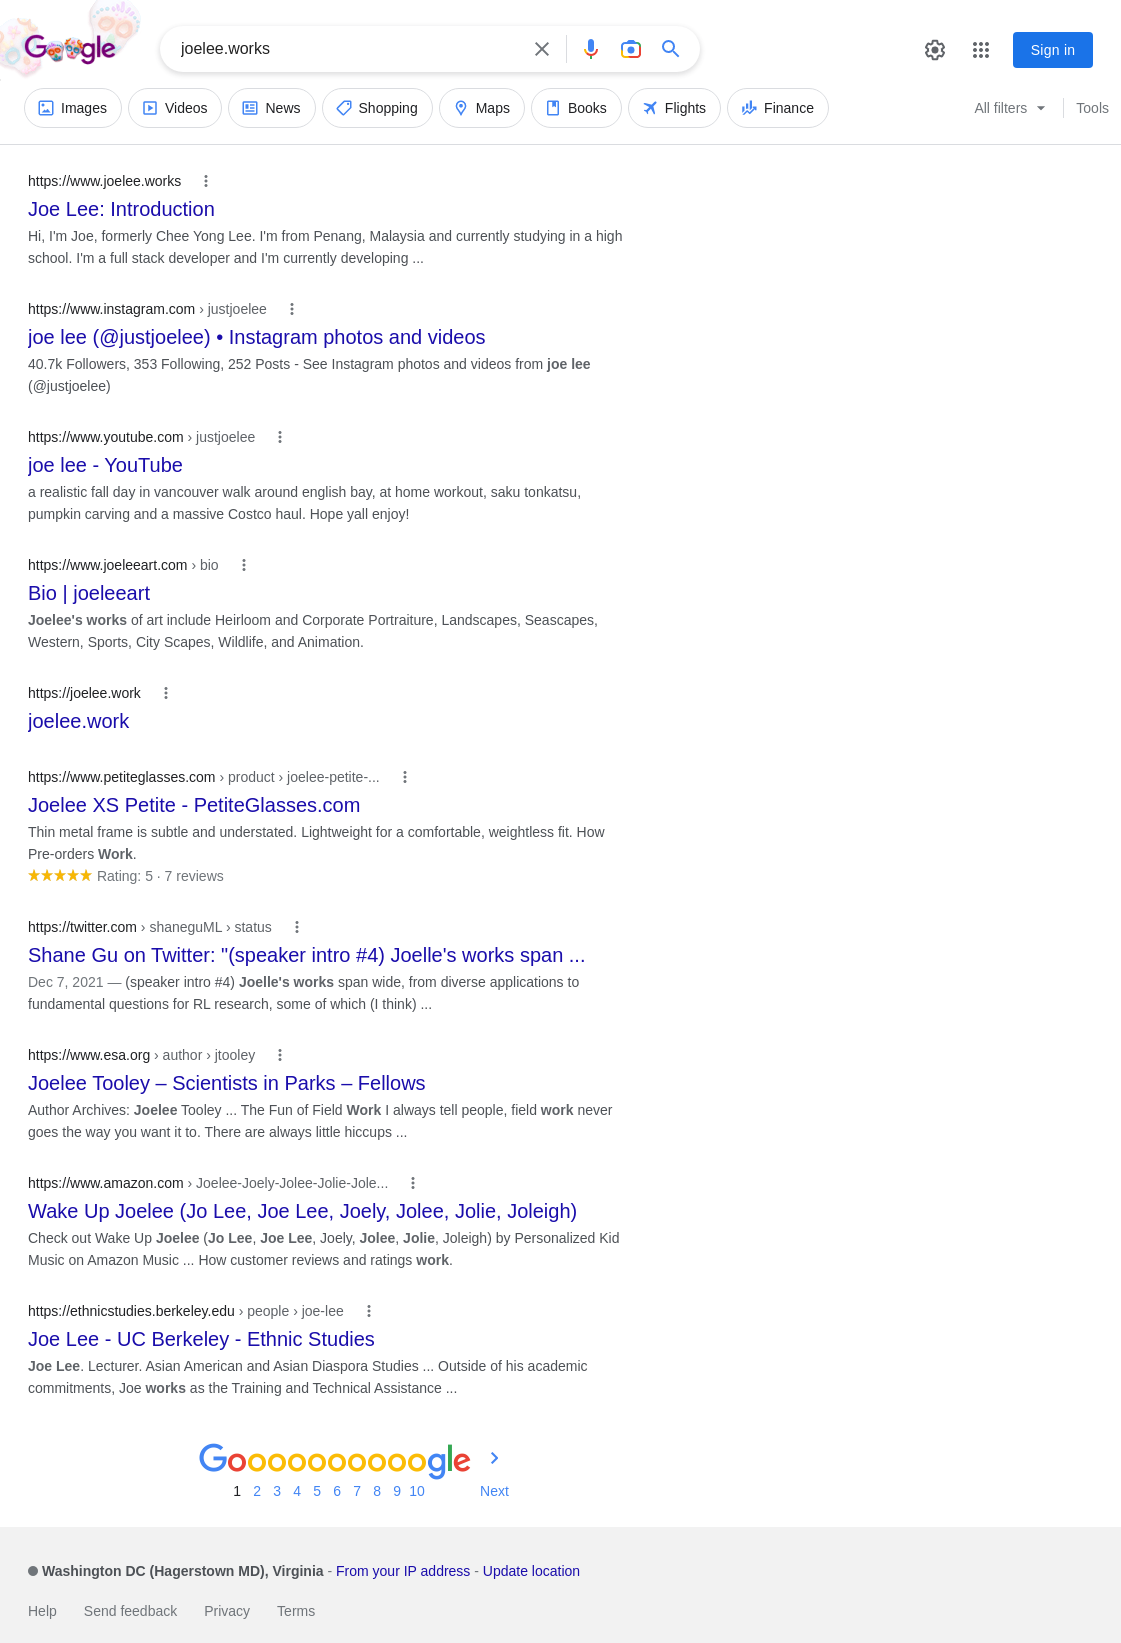 Google
joelee.works
Sign in
Images Videos News Shopping Maps Books Flights Finance All filters Tools
https://www.joelee.works
Joe Lee: Introduction
Hi, I'm Joe, formerly Chee Yong Lee. I'm from Penang, Malaysia and currently studying in a high
school. I'm a full stack developer and I'm currently developing ...
https://www.instagram.com › justjoelee
joe lee (@justjoelee) • Instagram photos and videos
40.7k Followers, 353 Following, 252 Posts - See Instagram photos and videos from joe lee
(@justjoelee)
https://www.youtube.com › justjoelee
joe lee - YouTube
a realistic fall day in vancouver walk around english bay, at home workout, saku tonkatsu,
pumpkin carving and a massive Costco haul. Hope yall enjoy!
https://www.joeleeart.com › bio
Bio | joeleeart
Joelee's works of art include Heirloom and Corporate Portraiture, Landscapes, Seascapes,
Western, Sports, City Scapes, Wildlife, and Animation.
https://joelee.work
joelee.work
https://www.petiteglasses.com › product › joelee-petite-...
Joelee XS Petite - PetiteGlasses.com
Thin metal frame is subtle and understated. Lightweight for a comfortable, weightless fit. How
Pre-orders Work.
Rating: 5 · 7 reviews
https://twitter.com › shaneguML › status
Shane Gu on Twitter: "(speaker intro #4) Joelle's works span ...
Dec 7, 2021 — (speaker intro #4) Joelle's works span wide, from diverse applications to
fundamental questions for RL research, some of which (I think) ...
https://www.esa.org › author › jtooley
Joelee Tooley – Scientists in Parks – Fellows
Author Archives: Joelee Tooley ... The Fun of Field Work I always tell people, field work never
goes the way you want it to. There are always little hiccups ...
https://www.amazon.com › Joelee-Joely-Jolee-Jolie-Jole...
Wake Up Joelee (Jo Lee, Joe Lee, Joely, Jolee, Jolie, Joleigh)
Check out Wake Up Joelee (Jo Lee, Joe Lee, Joely, Jolee, Jolie, Joleigh) by Personalized Kid
Music on Amazon Music ... How customer reviews and ratings work.
https://ethnicstudies.berkeley.edu › people › joe-lee
Joe Lee - UC Berkeley - Ethnic Studies
Joe Lee. Lecturer. Asian American and Asian Diaspora Studies ... Outside of his academic
commitments, Joe works as the Training and Technical Assistance ...
Goooooooooogle
1 2 3 4 5 6 7 8 9 10 Next
Washington DC (Hagerstown MD), Virginia - From your IP address - Update location
Help Send feedback Privacy Terms